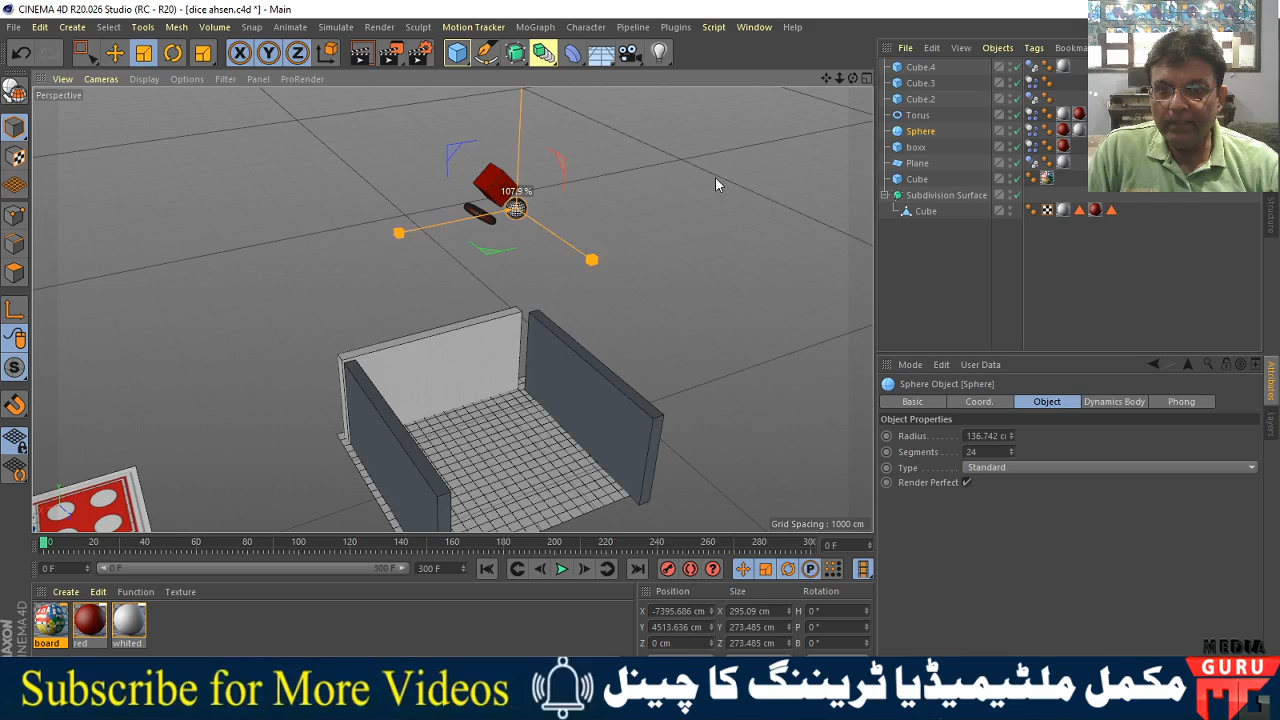 CINEMA 4D R20.026 Studio (RC - R20) - [dice ahsen.c4d *] - Main
File Edit Create Select Tools Mesh Volume Snap Animate Simulate Render Sculpt Motion Tracker MoGraph Character Pipeline Plugins Script Window Help
X Y Z
File Edit View Objects Tags Bookma
View Cameras Display Options Filter Panel ProRender
Perspective
Cube.4
Cube.3
Cube.2
Torus
Sphere
boxx
Plane
Cube
Subdivision Surface
Cube
107.9 %
Structure
Mode Edit User Data
Sphere Object [Sphere]
Basic Coord. Object Dynamics Body Phong
Object Properties
Radius 136.742 c
Segments 24
Type Standard
Render Perfect
Attributes
Layers
Grid Spacing : 1000 cm
0 20 40 60 80 100 120 140 160 180 200 220 240 260 280 30
0 F
0 F 0 F 300 F 300 F
Create Edit Function Texture
board red whited
Position Size Rotation
X -7395.686 cm X 295.09 cm H 0 °
Y 4513.636 cm Y 273.485 cm P 0 °
Z 0 cm Z 273.485 cm B 0 °
AXON
CINEMA 4D
Subscribe for More Videos
مکمل ملٹیمیڈیا ٹریننگ کا چینل
MEDIA
GURU
MG